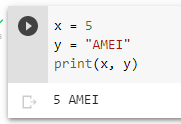 x = 5
y = "AMEI"
print(x, y)
5 AMEI